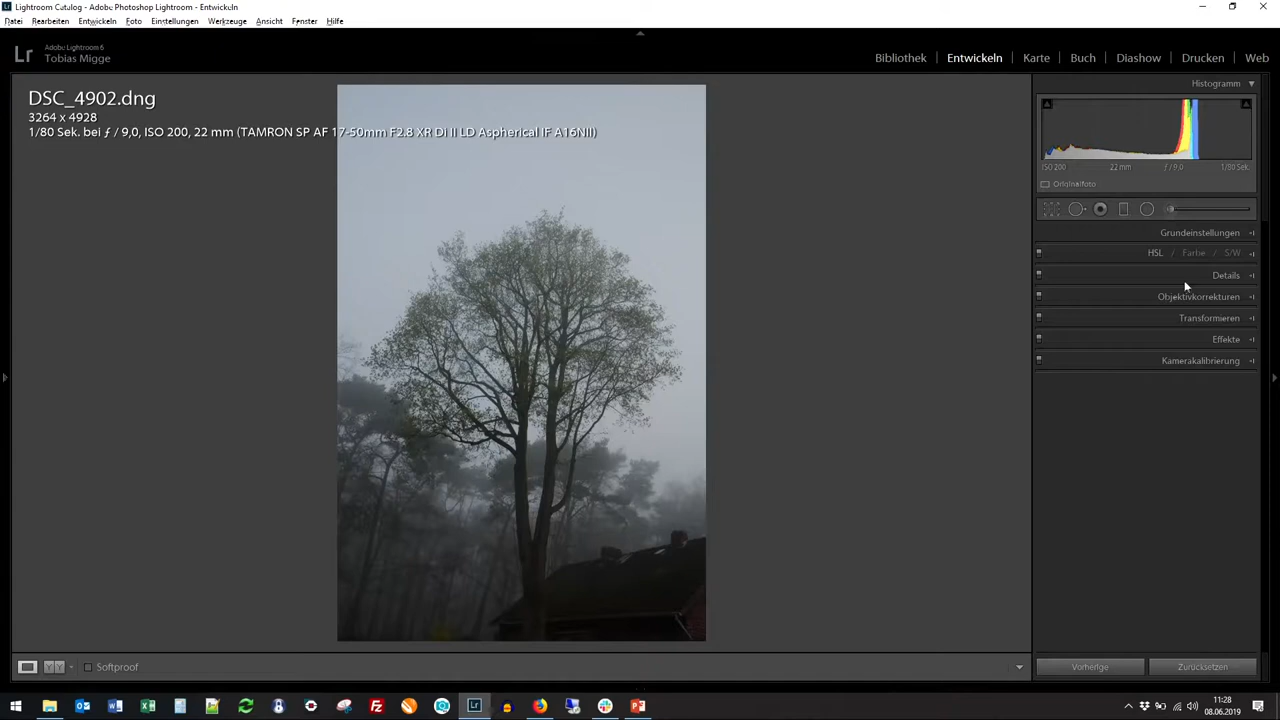 Lightroom Catalog - Adobe Photoshop Lightroom - Entwickeln
Datei Bearbeiten Entwickeln Foto Einstellungen Werkzeuge Ansicht Fenster Hilfe
Lr
Adobe Lightroom 6
Tobias Migge
Bibliothek | Entwickeln | Karte | Buch | Diashow | Drucken | Web
DSC_4902.dng
3264 x 4928
1/80 Sek. bei ƒ / 9,0, ISO 200, 22 mm (TAMRON SP AF 17-50mm F2.8 XR Di II LD Aspherical IF A16NII)
Histogramm
ISO 200 22 mm ƒ / 9,0 1/80 Sek.
Originalfoto
Grundeinstellungen
HSL / Farbe / S/W
Details
Objektivkorrekturen
Transformieren
Effekte
Kamerakalibrierung
Y Y
Softproof
Vorherige Zurücksetzen
11:28
08.06.2019